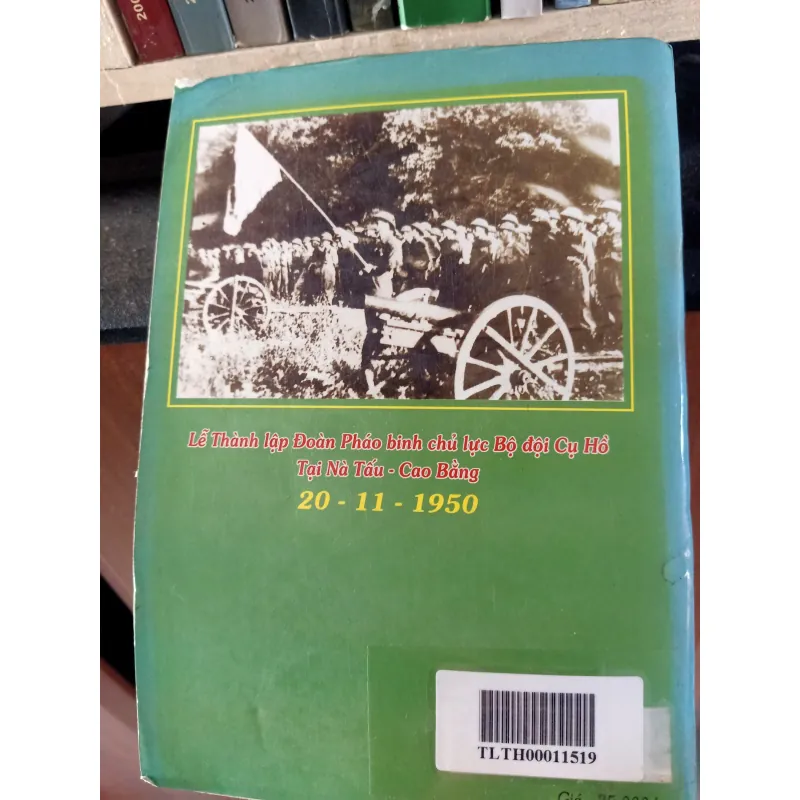 200
Lễ Thành lập Đoàn Pháo binh chủ lực Bộ đội Cụ Hồ
Tại Nà Tấu - Cao Bằng
20 - 11 - 1950
TLTH00011519